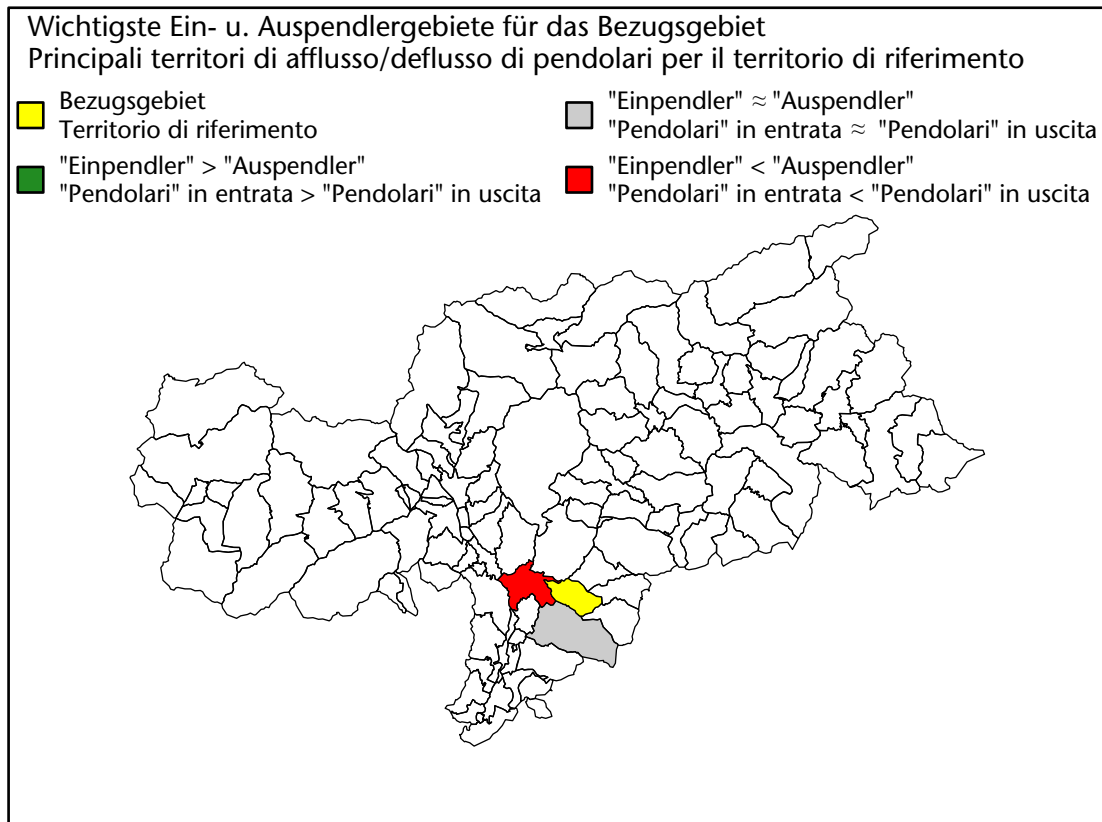 Wichtigste Ein- u. Auspendlergebiete für das Bezugsgebiet
Principali territori di afflusso/deflusso di pendolari per il territorio di riferimento
Bezugsgebiet
Territorio di riferimento
"Einpendler" > "Auspendler"
"Pendolari" in entrata > "Pendolari" in uscita
"Einpendler" ≈ "Auspendler"
"Pendolari" in entrata ≈ "Pendolari" in uscita
"Einpendler" < "Auspendler"
"Pendolari" in entrata < "Pendolari" in uscita